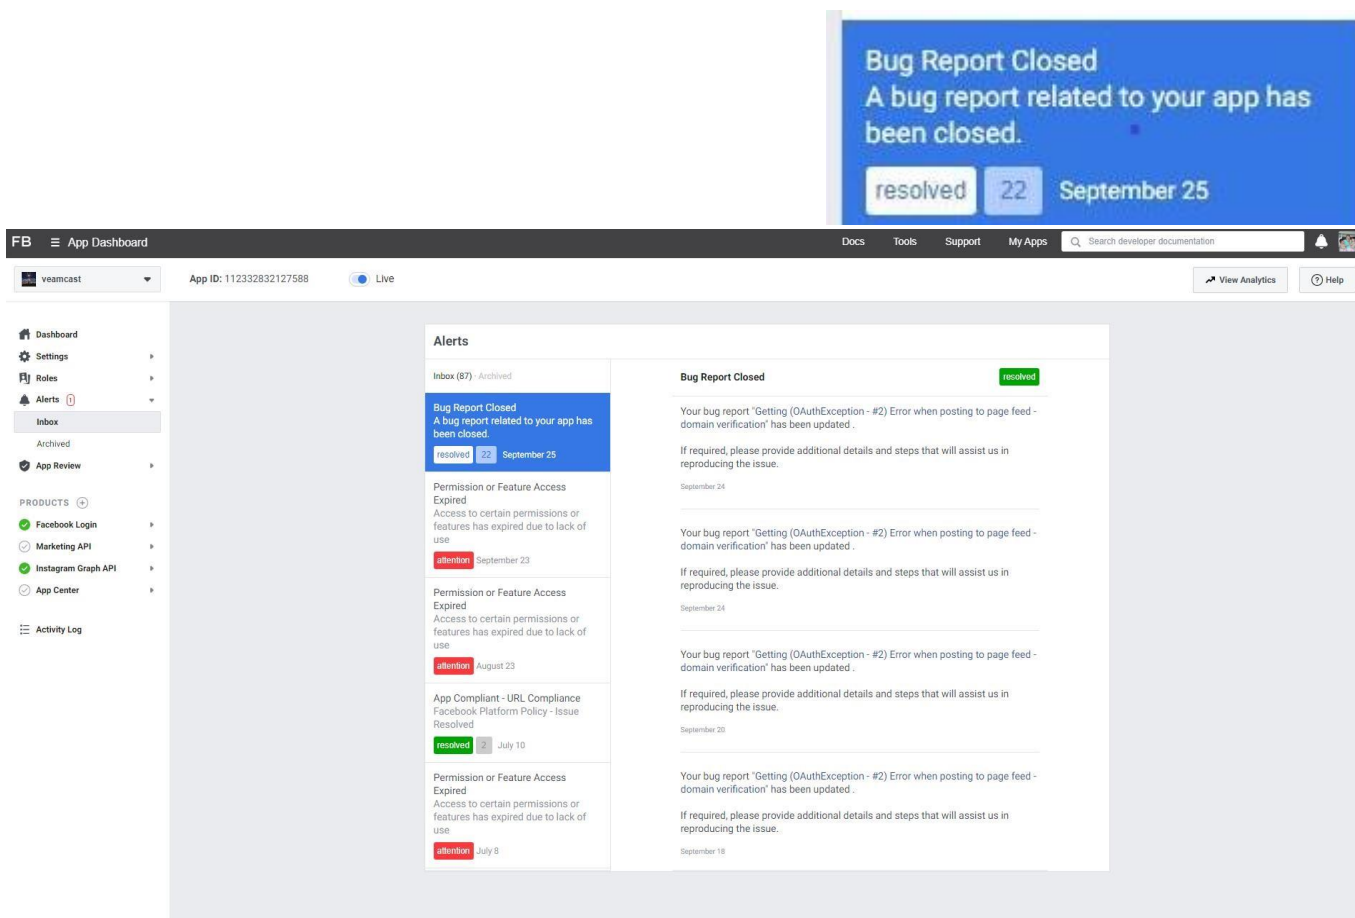 Bug Report Closed
A bug report related to your app has
been closed.
resolved 22 September 25
FB App Dashboard
Docs Tools Support My Apps Search developer documentation
veamcast
App ID: 112332832127588 Live
View Analytics
Help
Dashboard
Settings
Roles
Alerts 1
Inbox
Archived
App Review
PRODUCTS
Facebook Login
Marketing API
Instagram Graph API
App Center
Activity Log
Alerts
Inbox (87) · Archived
Bug Report Closed
A bug report related to your app has
been closed.
resolved 22 September 25
Permission or Feature Access
Expired
Access to certain permissions or
features has expired due to lack of
use
attention September 23
Permission or Feature Access
Expired
Access to certain permissions or
features has expired due to lack of
use
attention August 23
App Compliant - URL Compliance
Facebook Platform Policy - Issue
Resolved
resolved 2 July 10
Permission or Feature Access
Expired
Access to certain permissions or
features has expired due to lack of
use
attention July 8
Bug Report Closed resolved
Your bug report "Getting (OAuthException - #2) Error when posting to page feed -
domain verification" has been updated .
If required, please provide additional details and steps that will assist us in
reproducing the issue.
September 24
Your bug report "Getting (OAuthException - #2) Error when posting to page feed -
domain verification" has been updated .
If required, please provide additional details and steps that will assist us in
reproducing the issue.
September 24
Your bug report "Getting (OAuthException - #2) Error when posting to page feed -
domain verification" has been updated .
If required, please provide additional details and steps that will assist us in
reproducing the issue.
September 20
Your bug report "Getting (OAuthException - #2) Error when posting to page feed -
domain verification" has been updated .
If required, please provide additional details and steps that will assist us in
reproducing the issue.
September 18